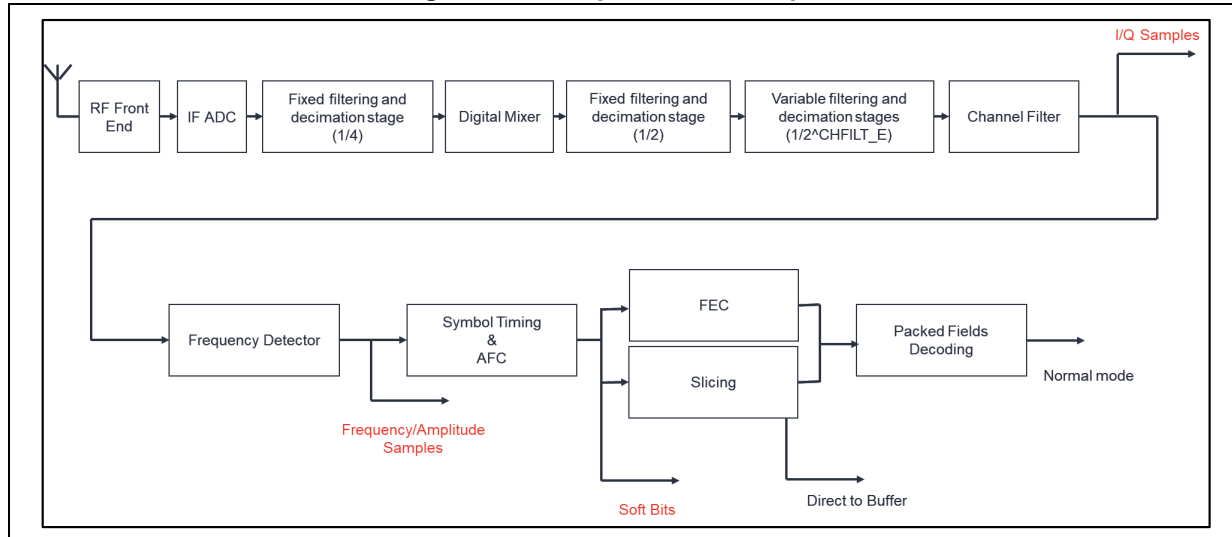 I/Q Samples
RF Front
End
IF ADC
Fixed filtering and
decimation stage
(1/4)
Digital Mixer
Fixed filtering and
decimation stage
(1/2)
Variable filtering and
decimation stages
(1/2^CHFILT_E)
Channel Filter
Frequency Detector
Symbol Timing
&
AFC
FEC
Slicing
Packed Fields
Decoding
Normal mode
Frequency/Amplitude
Samples
Soft Bits
Direct to Buffer